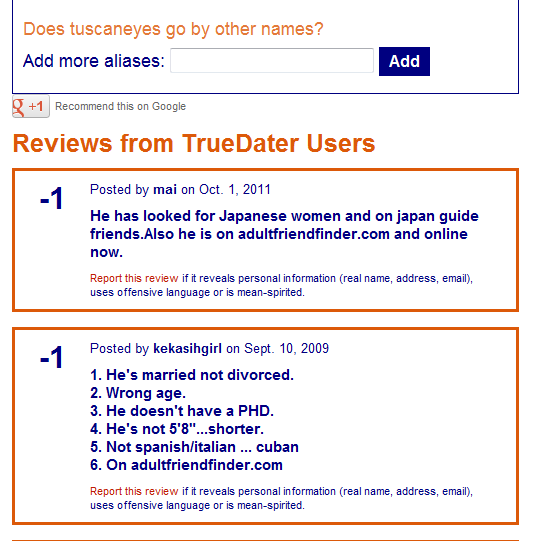 Does tuscaneyes go by other names?
Add more aliases: Add
g +1 Recommend this on Google
Reviews from TrueDater Users
-1
Posted by mai on Oct. 1, 2011
He has looked for Japanese women and on japan guide
friends.Also he is on adultfriendfinder.com and online
now.
Report this review if it reveals personal information (real name, address, email),
uses offensive language or is mean-spirited.
-1
Posted by kekasihgirl on Sept. 10, 2009
1. He's married not divorced.
2. Wrong age.
3. He doesn't have a PHD.
4. He's not 5'8"...shorter.
5. Not spanish/italian ... cuban
6. On adultfriendfinder.com
Report this review if it reveals personal information (real name, address, email),
uses offensive language or is mean-spirited.